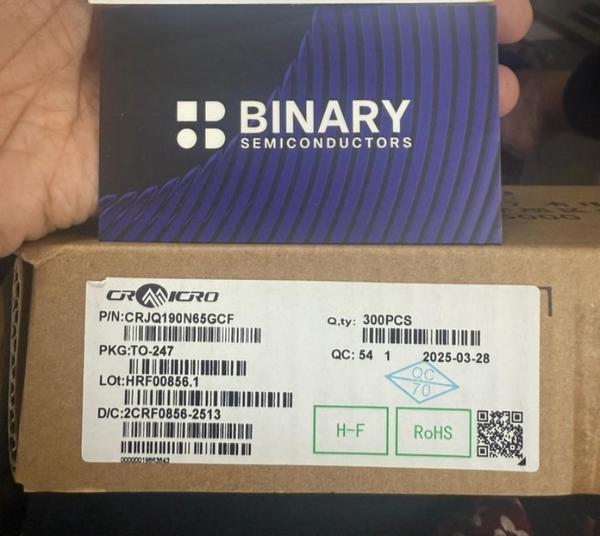 BINARY
SEMICONDUCTORS
CRMICRO
P/N:CRJQ190N65GCF
Q,ty: 300PCS
PKG:TO-247
QC: 54 1 2025-03-28
LOt:HRF00856.1
QC
70
D/C:2CRF0856-2513
H-F
RoHS